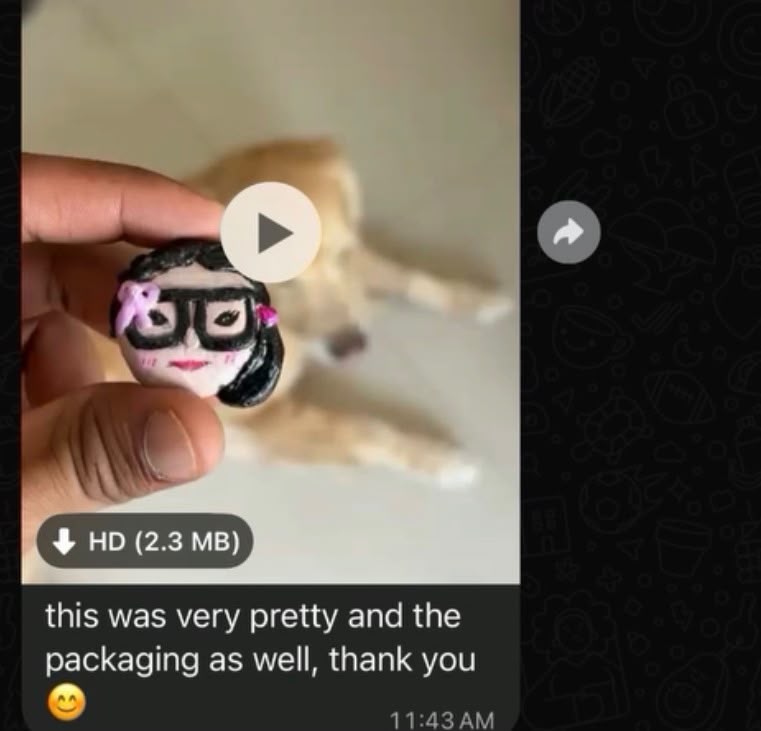 HD (2.3 MB)
this was very pretty and the
packaging as well, thank you
😊
11:43 AM